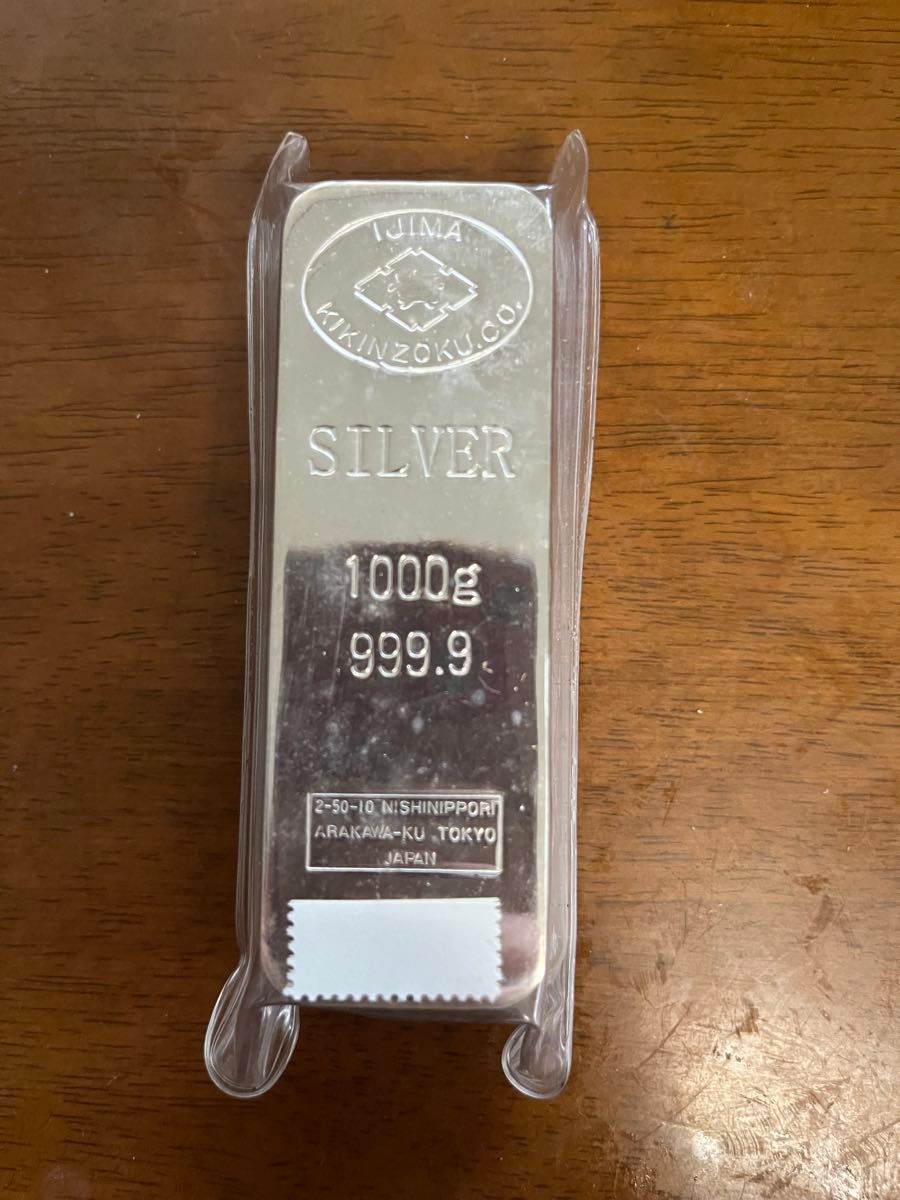 IJIMA
KIKINZOKU.CO.
SILVER
1000g
999.9
2-50-10 NISHINIPPORI
ARAKAWA-KU TOKYO
JAPAN